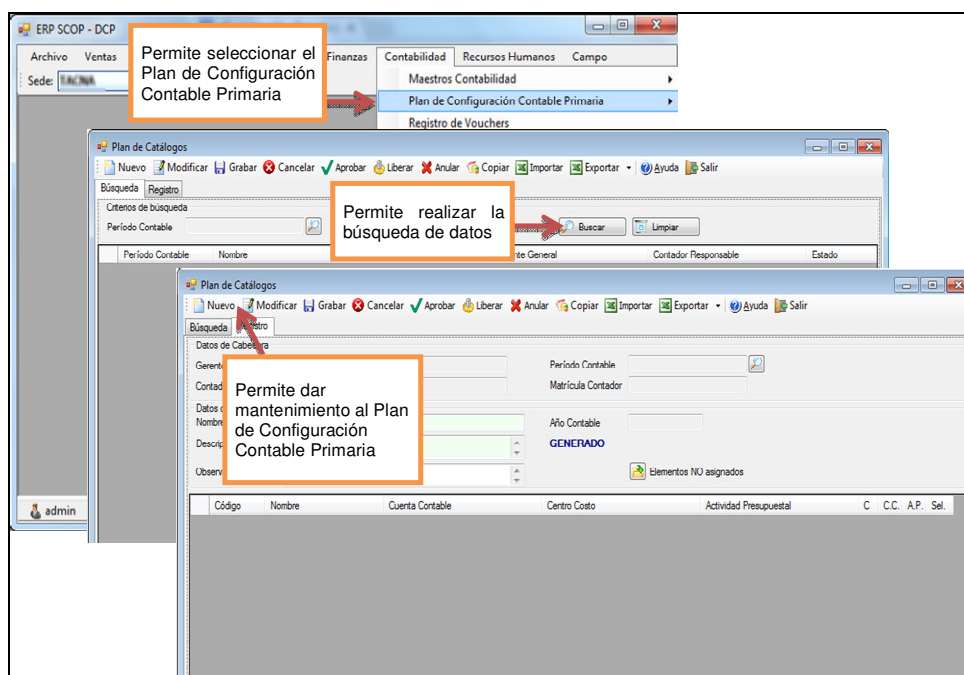 ERP SCOP - DCP
Archivo Ventas Finanzas Contabilidad Recursos Humanos Campo
Sede: TACNA
Permite seleccionar el
Plan de Configuración
Contable Primaria
Maestros Contabilidad
Plan de Configuración Contable Primaria
Registro de Vouchers
Plan de Catálogos
Nuevo Modificar Grabar Cancelar Aprobar Liberar Anular Copiar Importar Exportar Ayuda Salir
Búsqueda Registro
Criterios de búsqueda
Período Contable Buscar Limpiar
Permite realizar la
búsqueda de datos
Período Contable Nombre General Contador Responsable Estado
Plan de Catálogos
Nuevo Modificar Grabar Cancelar Aprobar Liberar Anular Copiar Importar Exportar Ayuda Salir
Búsqueda
Datos de
Período Contable
Matrícula Contador
Permite dar
mantenimiento al Plan
de Configuración
Contable Primaria
Datos
Nombre Año Contable
GENERADO
Elementos NO asignados
Código Nombre Cuenta Contable Centro Costo Actividad Presupuestal C C.C. A.P. Sel.
admin